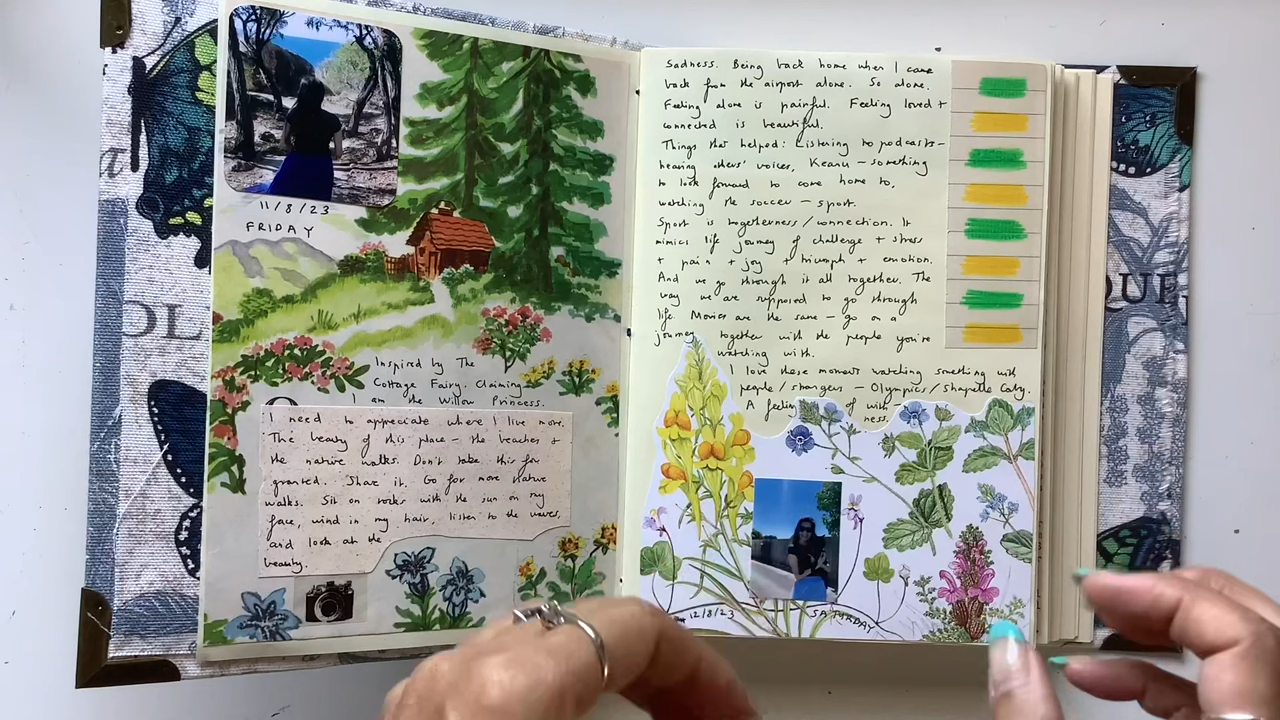 11/8/23
FRIDAY
Inspired by The
Cottage Fairy. Claiming
I am the Willow Princess.
I need to appreciate where I live more.
The beauty of this place - the beaches +
the native walks. Don't take this for
granted. Share it. Go for more nature
walks. Sit on rocks with the sun on my
face, wind in my hair, listen to the waves,
and look at the
beauty.
Sadness. Being back home when I came
back from the airport alone. So alone.
Feeling alone is painful. Feeling loved +
connected is beautiful.
Things that helped: Listening to podcasts -
hearing others' voices, Keanu - something
to look forward to come home to,
watching the soccer - sport.
Sport is togetherness / connection. It
mimics life journey of challenge + stress
+ pain + joy + triumph + emotion.
And we go through it all together. The
way we are supposed to go through
life. Movies are the same - go on a
journey together with the people you're
watching with.
I love those moments watching something with
people / strangers - Olympics / Shapelle Corby.
A feeling of
12/8/23 SATURDAY
OL